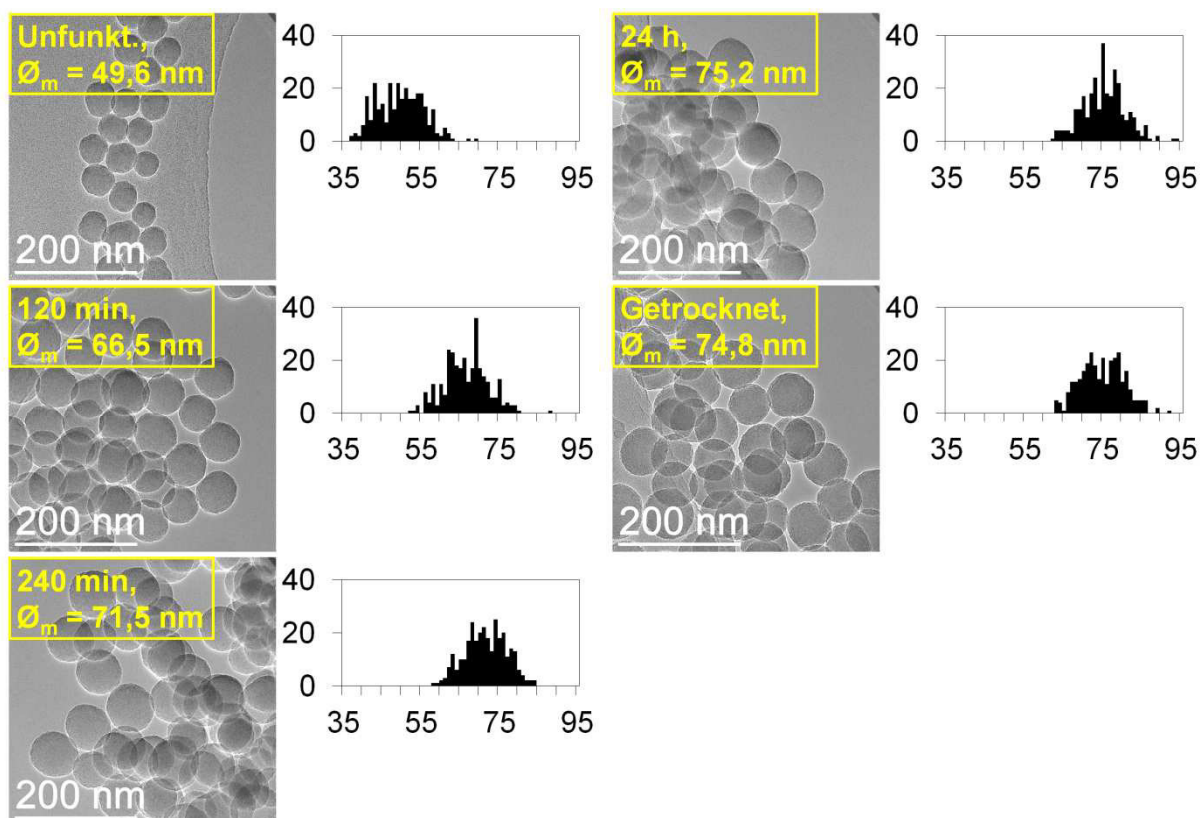 Unfunkt.,
Øm = 49,6 nm
200 nm
40
20
0
35 55 75 95
24 h,
Øm = 75,2 nm
200 nm
40
20
0
35 55 75 95
120 min,
Øm = 66,5 nm
200 nm
40
20
0
35 55 75 95
Getrocknet,
Øm = 74,8 nm
200 nm
40
20
0
35 55 75 95
240 min,
Øm = 71,5 nm
200 nm
40
20
0
35 55 75 95